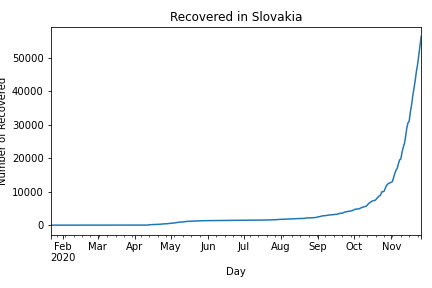 Recovered in Slovakia
Number of Recovered
50000
40000
30000
20000
10000
0
Feb Mar Apr May Jun Jul Aug Sep Oct Nov
2020
Day